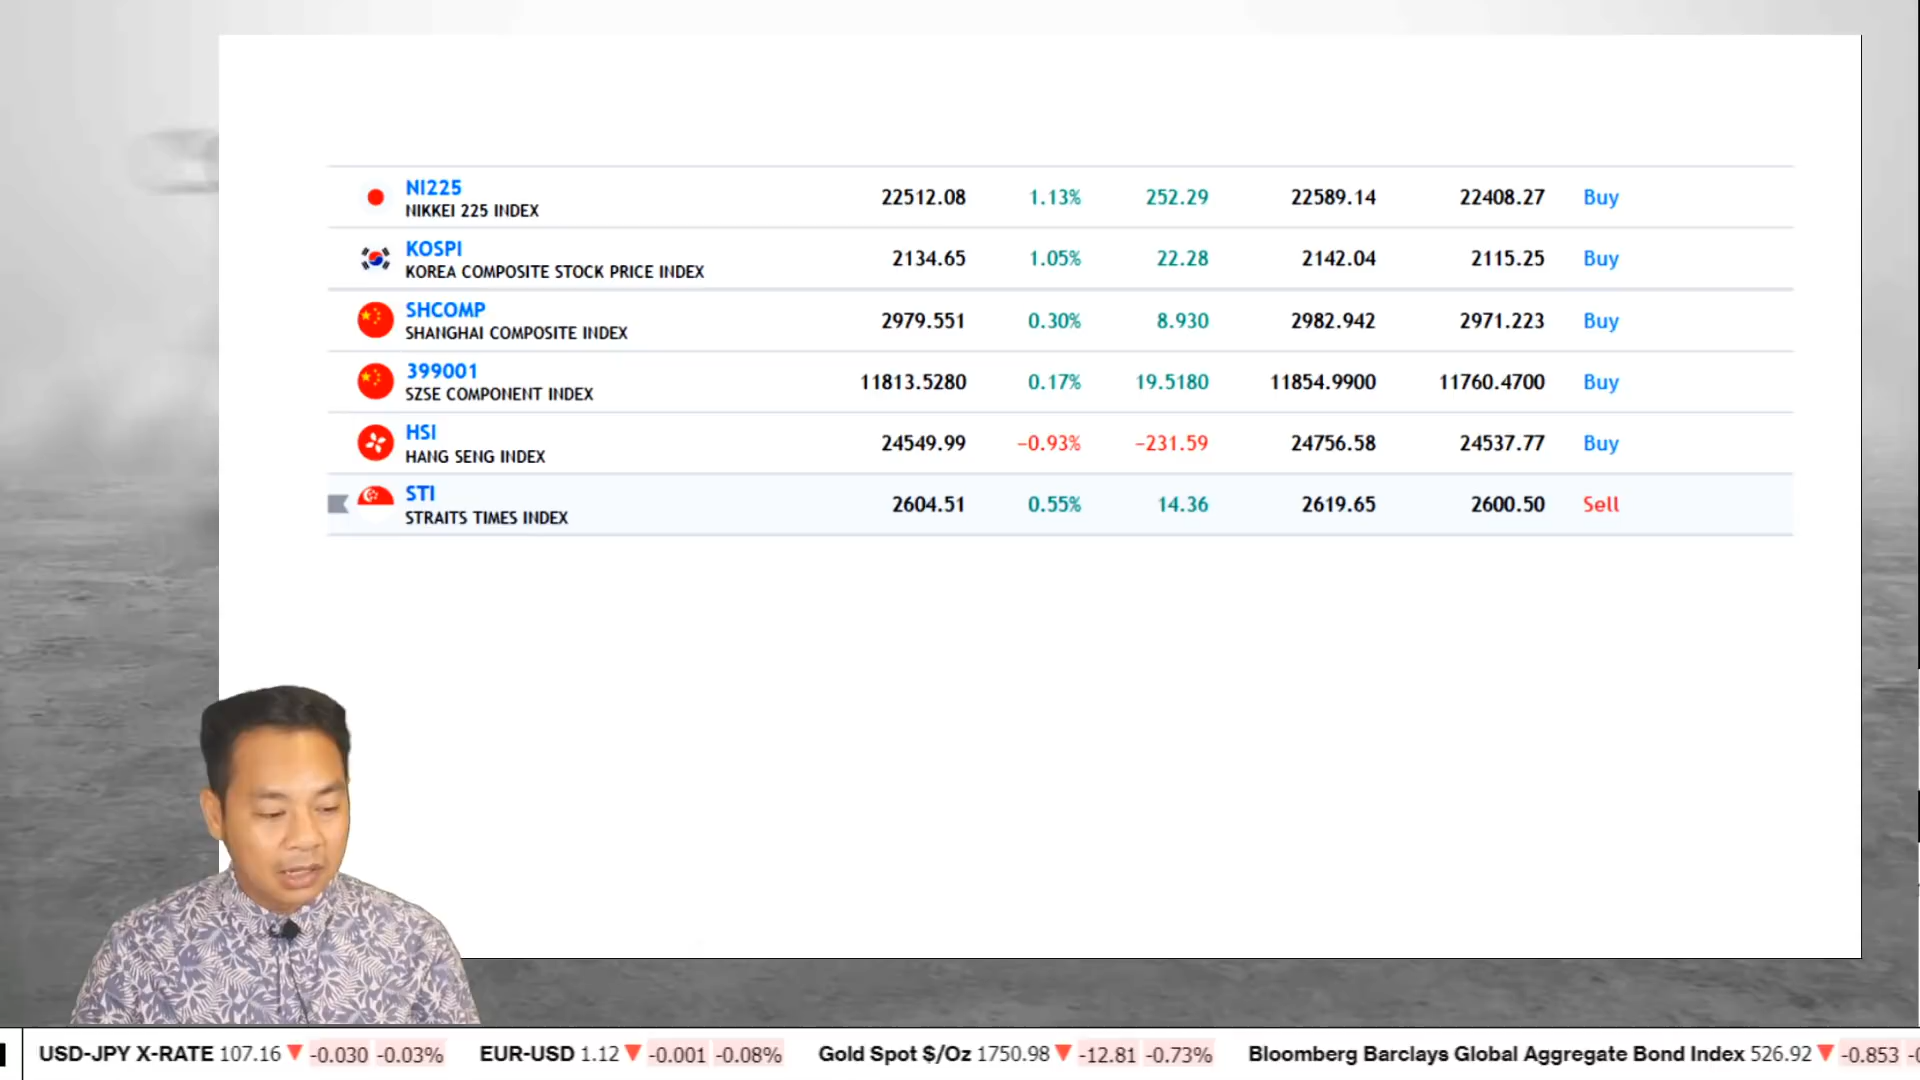 NI225
NIKKEI 225 INDEX
22512.08 1.13% 252.29 22589.14 22408.27 Buy
KOSPI
KOREA COMPOSITE STOCK PRICE INDEX
2134.65 1.05% 22.28 2142.04 2115.25 Buy
SHCOMP
SHANGHAI COMPOSITE INDEX
2979.551 0.30% 8.930 2982.942 2971.223 Buy
399001
SZSE COMPONENT INDEX
11813.5280 0.17% 19.5180 11854.9900 11760.4700 Buy
HSI
HANG SENG INDEX
24549.99 −0.93% −231.59 24756.58 24537.77 Buy
STI
STRAITS TIMES INDEX
2604.51 0.55% 14.36 2619.65 2600.50 Sell
USD-JPY X-RATE 107.16 ▼ -0.030 -0.03% EUR-USD 1.12 ▼ -0.001 -0.08% Gold Spot $/Oz 1750.98 ▼ -12.81 -0.73% Bloomberg Barclays Global Aggregate Bond Index 526.92 ▼ -0.853